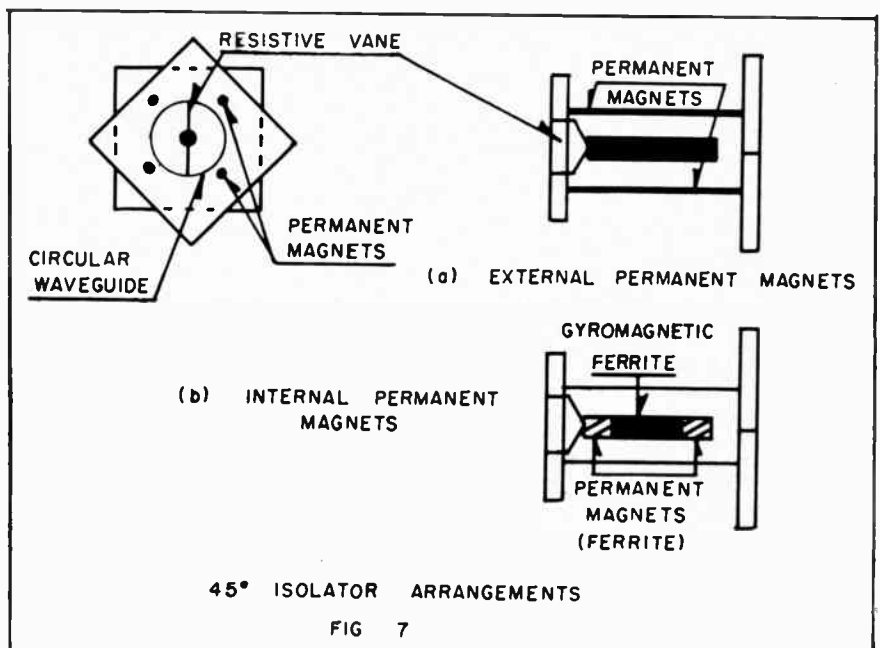 RESISTIVE VANE
PERMANENT
MAGNETS
PERMANENT
MAGNETS
CIRCULAR
WAVEGUIDE
(a) EXTERNAL PERMANENT MAGNETS
GYROMAGNETIC
FERRITE
(b) INTERNAL PERMANENT
MAGNETS
PERMANENT
MAGNETS
(FERRITE)
45° ISOLATOR ARRANGEMENTS
FIG 7